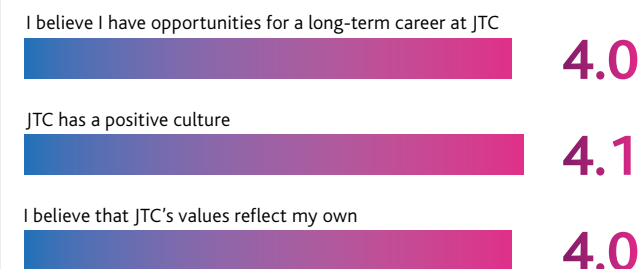 I believe I have opportunities for a long-term career at JTC
4.0
JTC has a positive culture
4.1
I believe that JTC’s values reflect my own
4.0